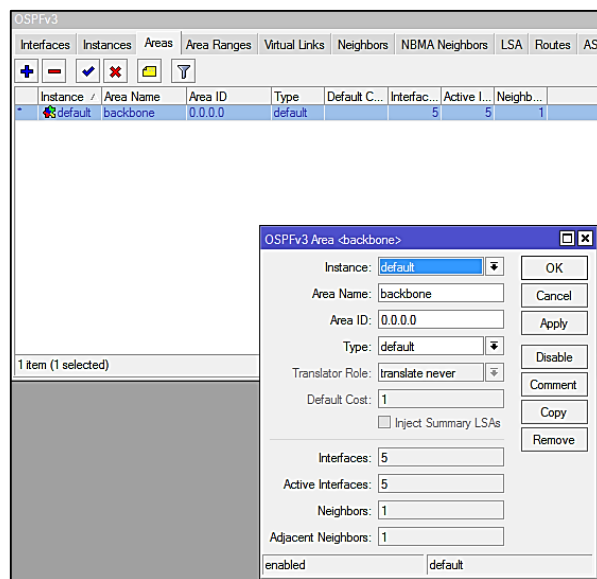 OSPFv3
Interfaces Instances Areas Area Ranges Virtual Links Neighbors NBMA Neighbors LSA Routes AS
Instance Area Name Area ID Type Default C... Interfac... Active I... Neighb...
* default backbone 0.0.0.0 default 5 5 1
1 item (1 selected)
OSPFv3 Area <backbone>
Instance: default OK
Area Name: backbone Cancel
Area ID: 0.0.0.0 Apply
Type: default Disable
Translator Role: translate never Comment
Default Cost: 1 Copy
Inject Summary LSAs Remove
Interfaces: 5
Active Interfaces: 5
Neighbors: 1
Adjacent Neighbors: 1
enabled default